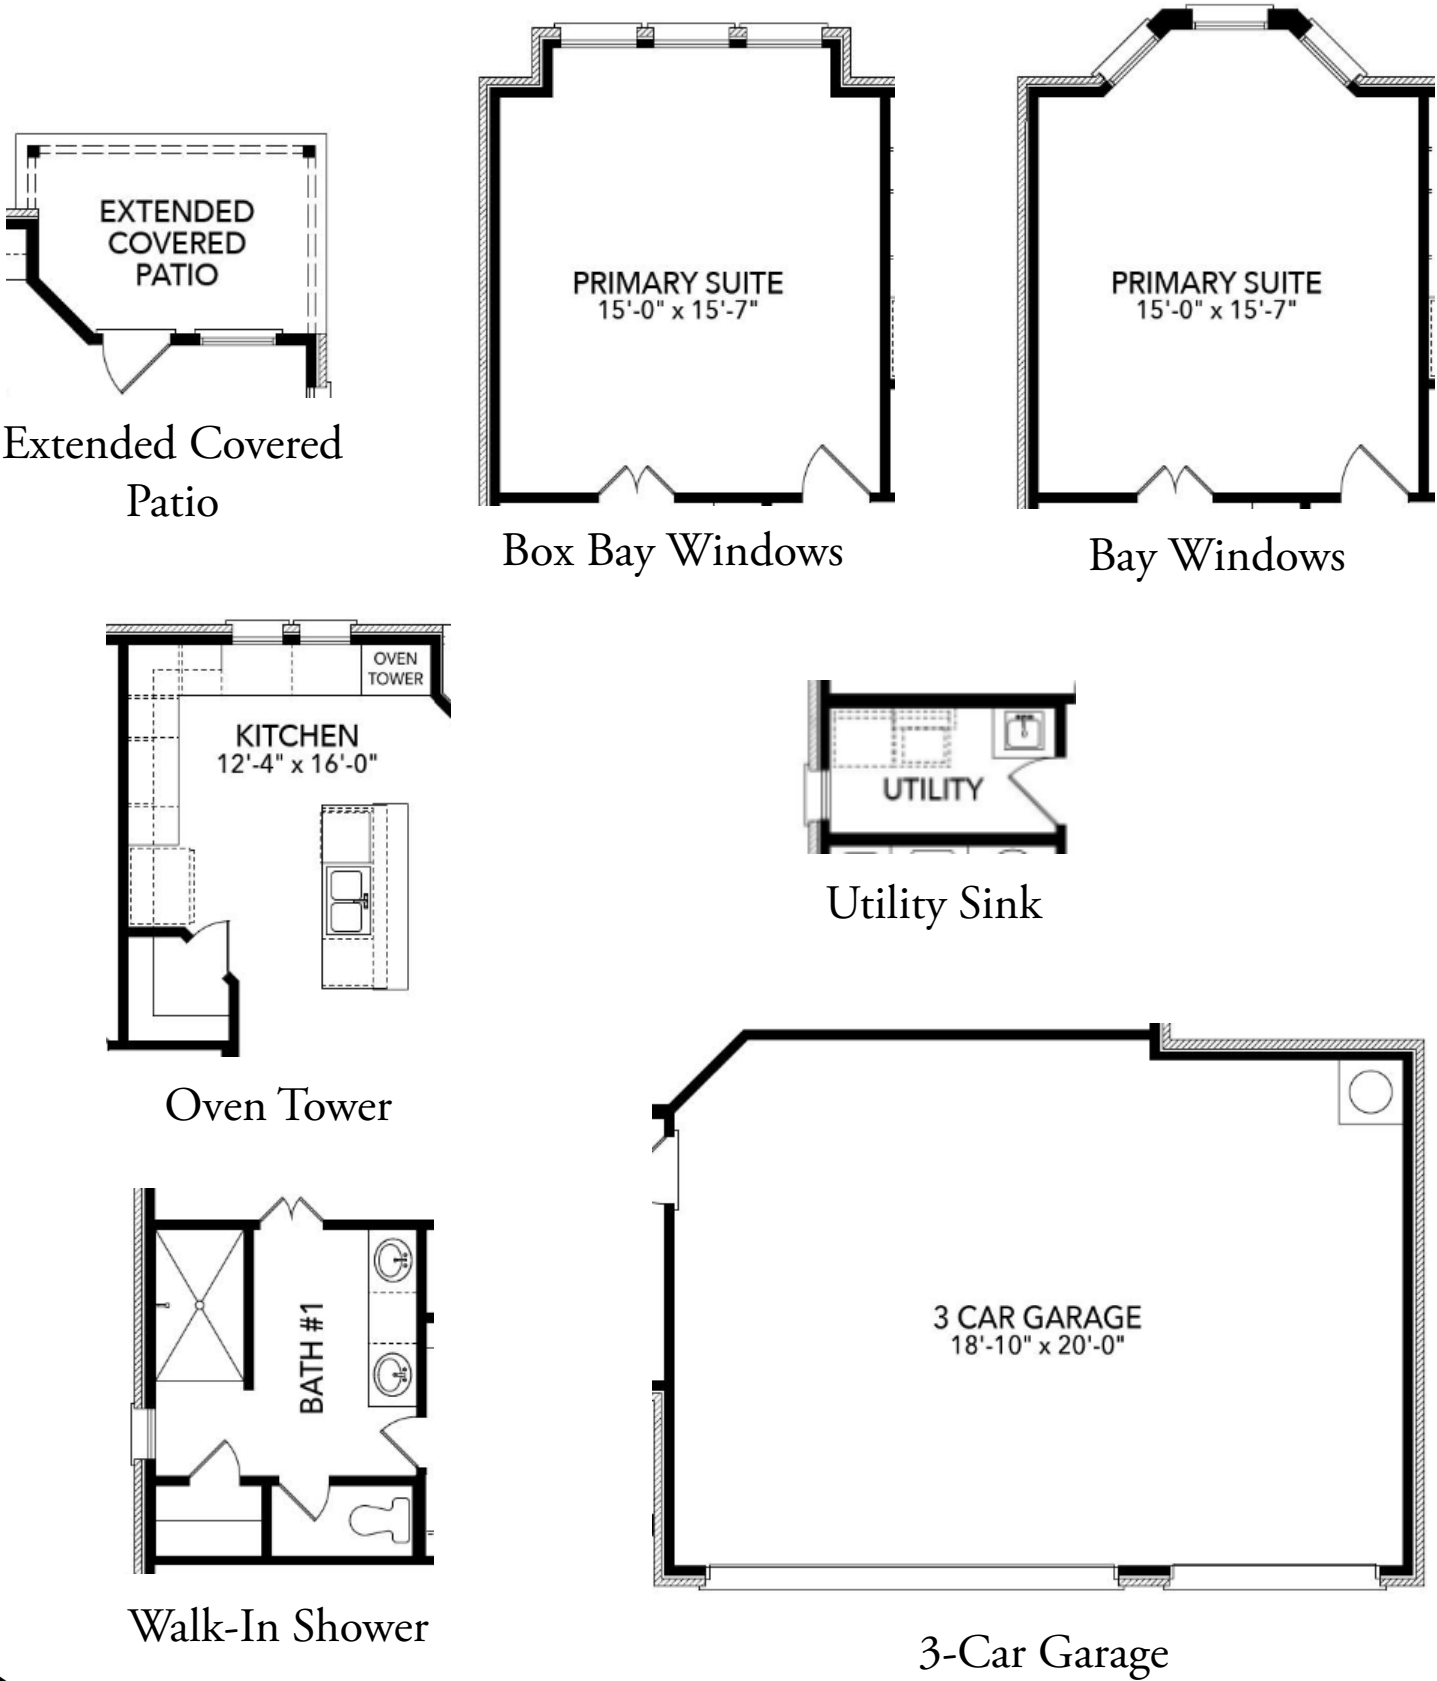 EXTENDED
COVERED
PATIO
Extended Covered
Patio
PRIMARY SUITE
15'-0" x 15'-7"
Box Bay Windows
PRIMARY SUITE
15'-0" x 15'-7"
Bay Windows
OVEN
TOWER
KITCHEN
12'-4" x 16'-0"
Oven Tower
UTILITY
Utility Sink
BATH #1
Walk-In Shower
3 CAR GARAGE
18'-10" x 20'-0"
3-Car Garage